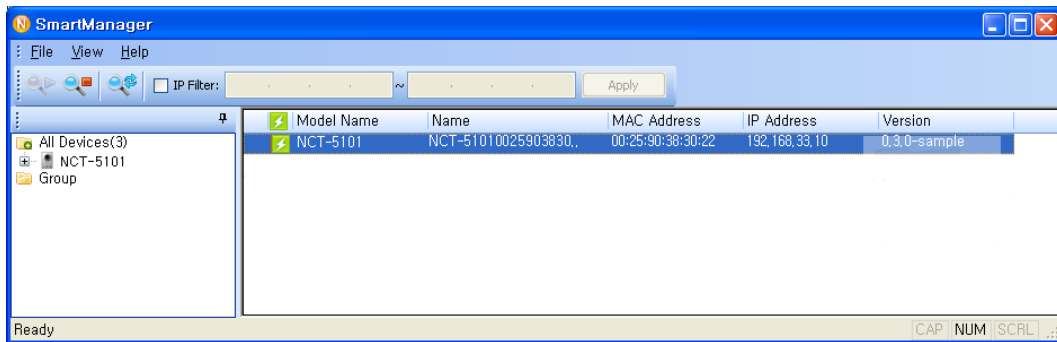 SmartManager
File View Help
IP Filter: . . . ~ . . . Apply
Model Name Name MAC Address IP Address Version
All Devices(3)
NCT-5101 NCT-51010025903830,, 00:25:90:38:30:22 192,168,33,10 0,3,0-sample
NCT-5101
Group
Ready CAP NUM SCRL